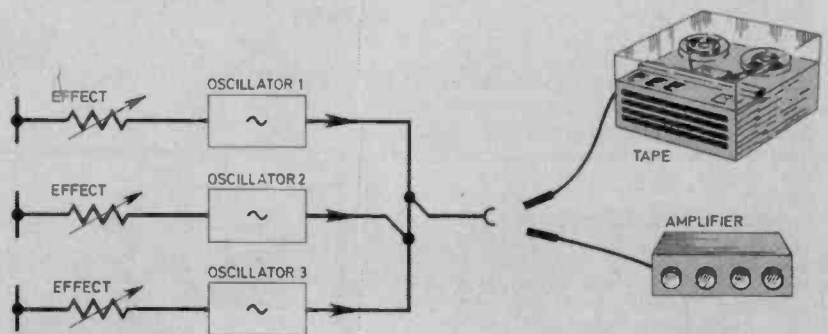 EFFECT
OSCILLATOR 1
~
EFFECT
OSCILLATOR 2
~
EFFECT
OSCILLATOR 3
~
TAPE
AMPLIFIER